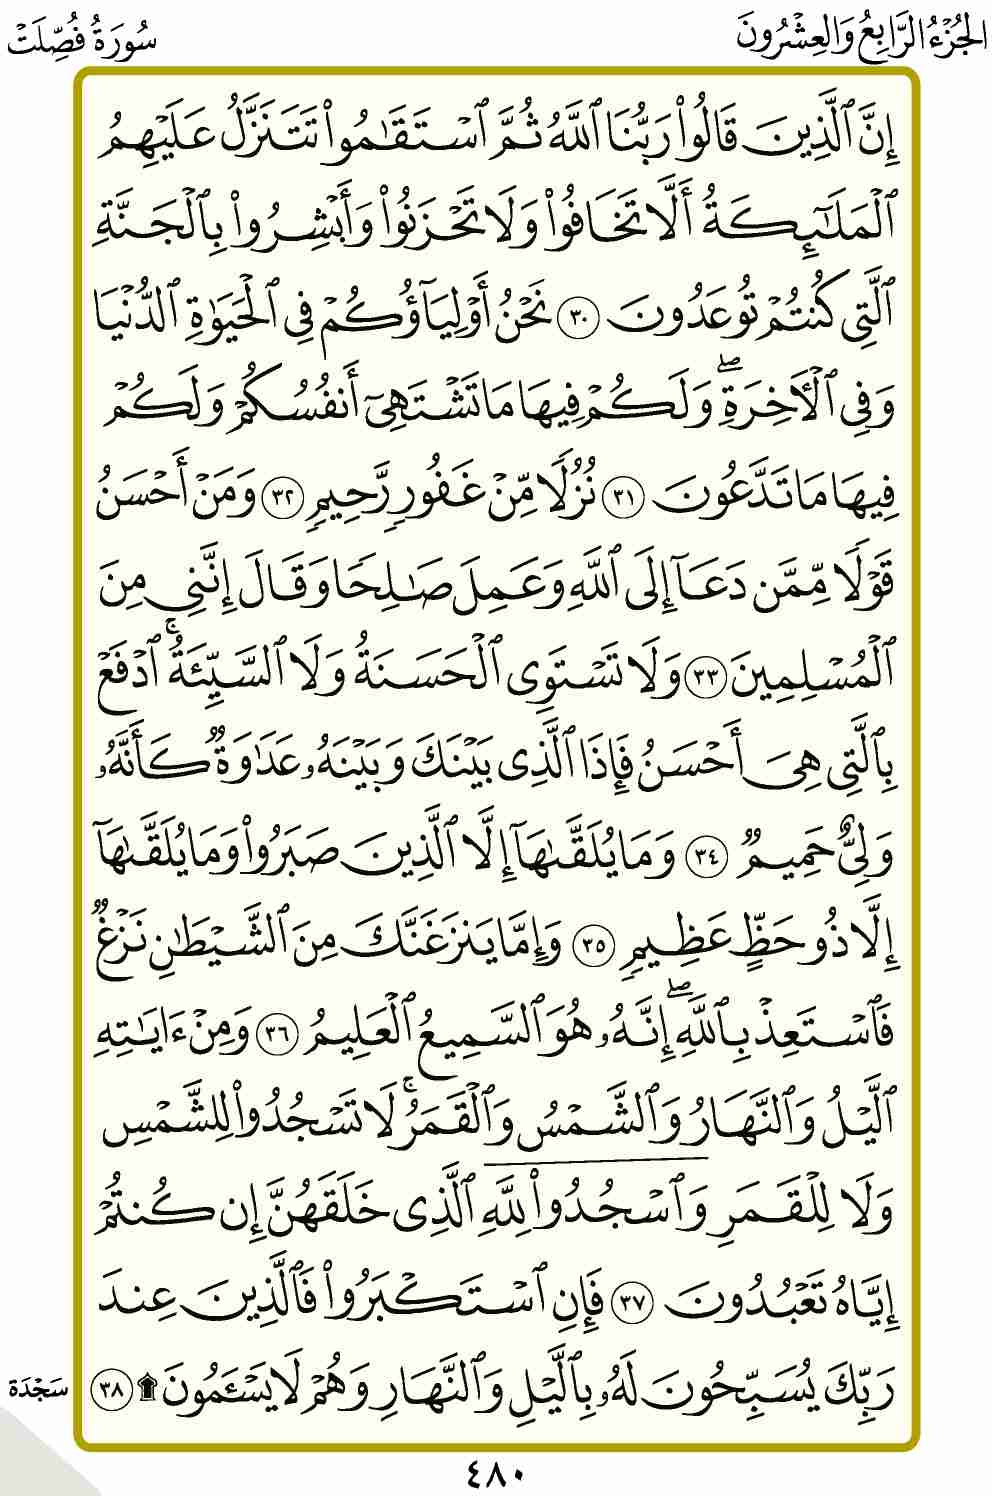 الجُزْءُ الرَّابِعُ وَالعِشْرُونَ
سُورَةُ فُصِّلَتْ
إِنَّ ٱلَّذِينَ قَالُواْ رَبُّنَا ٱللَّهُ ثُمَّ ٱسْتَقَٰمُواْ تَتَنَزَّلُ عَلَيْهِمُ
ٱلْمَلَٰٓئِكَةُ أَلَّا تَخَافُواْ وَلَا تَحْزَنُواْ وَأَبْشِرُواْ بِٱلْجَنَّةِ
ٱلَّتِي كُنتُمْ تُوعَدُونَ ٣٠ نَحْنُ أَوْلِيَآؤُكُمْ فِي ٱلْحَيَوٰةِ ٱلدُّنْيَا
وَفِي ٱلْأٓخِرَةِۖ وَلَكُمْ فِيهَا مَا تَشْتَهِيٓ أَنفُسُكُمْ وَلَكُمْ
فِيهَا مَا تَدَّعُونَ ٣١ نُزُلٗا مِّنْ غَفُورٖ رَّحِيمٖ ٣٢ وَمَنْ أَحْسَنُ
قَوْلٗا مِّمَّن دَعَآ إِلَى ٱللَّهِ وَعَمِلَ صَٰلِحٗا وَقَالَ إِنَّنِي مِنَ
ٱلْمُسْلِمِينَ ٣٣ وَلَا تَسْتَوِي ٱلْحَسَنَةُ وَلَا ٱلسَّيِّئَةُۚ ٱدْفَعْ
بِٱلَّتِي هِيَ أَحْسَنُ فَإِذَا ٱلَّذِي بَيْنَكَ وَبَيْنَهُۥ عَدَٰوَةٞ كَأَنَّهُۥ
وَلِيٌّ حَمِيمٞ ٣٤ وَمَا يُلَقَّىٰهَآ إِلَّا ٱلَّذِينَ صَبَرُواْ وَمَا يُلَقَّىٰهَآ
إِلَّا ذُو حَظٍّ عَظِيمٖ ٣٥ وَإِمَّا يَنزَغَنَّكَ مِنَ ٱلشَّيْطَٰنِ نَزْغٞ
فَٱسْتَعِذْ بِٱللَّهِۖ إِنَّهُۥ هُوَ ٱلسَّمِيعُ ٱلْعَلِيمُ ٣٦ وَمِنْ ءَايَٰتِهِ
ٱلَّيْلُ وَٱلنَّهَارُ وَٱلشَّمْسُ وَٱلْقَمَرُۚ لَا تَسْجُدُواْ لِلشَّمْسِ
وَلَا لِلْقَمَرِ وَٱسْجُدُواْ لِلَّهِ ٱلَّذِي خَلَقَهُنَّ إِن كُنتُمْ
إِيَّاهُ تَعْبُدُونَ ٣٧ فَإِنِ ٱسْتَكْبَرُواْ فَٱلَّذِينَ عِندَ
رَبِّكَ يُسَبِّحُونَ لَهُۥ بِٱلَّيْلِ وَٱلنَّهَارِ وَهُمْ لَا يَسْـَٔمُونَ۩ ٣٨
سَجْدَة
٤٨٠